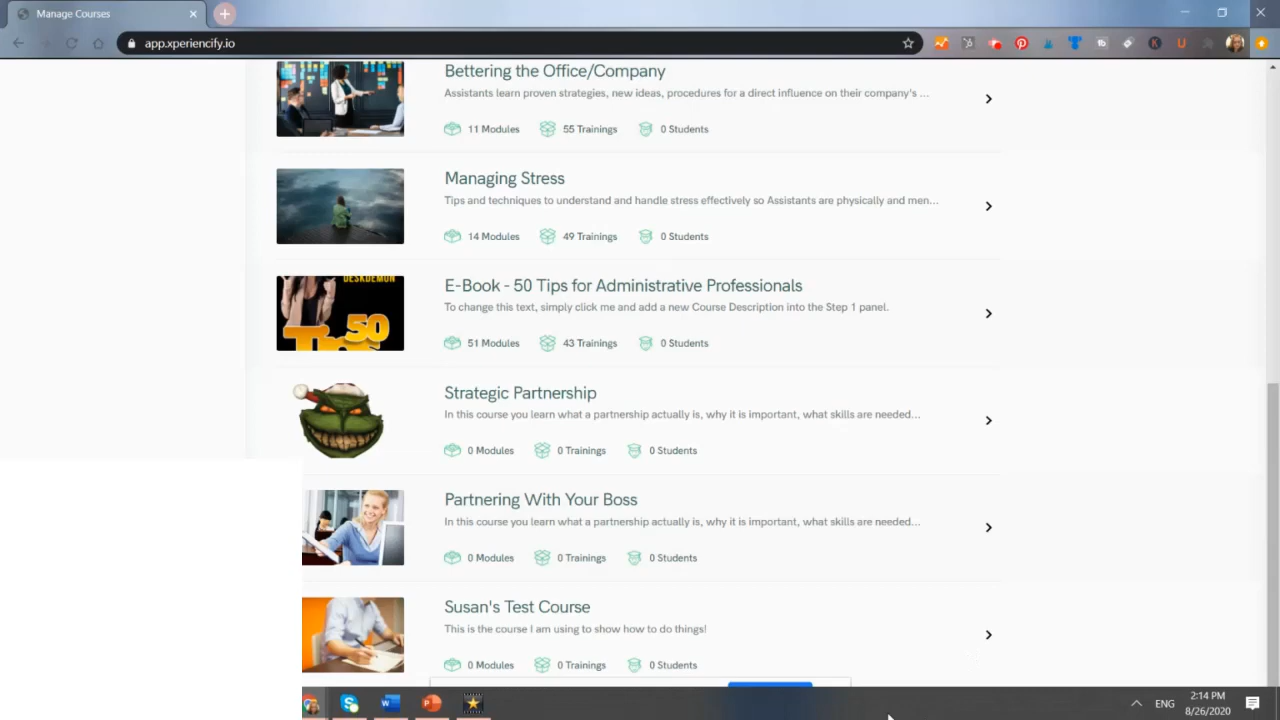 Manage Courses
app.xperiencify.io
Bettering the Office/Company
Assistants learn proven strategies, new ideas, procedures for a direct influence on their company's ...
11 Modules 55 Trainings 0 Students
Managing Stress
Tips and techniques to understand and handle stress effectively so Assistants are physically and men...
14 Modules 49 Trainings 0 Students
DESKDEMON
50
Tips
E-Book - 50 Tips for Administrative Professionals
To change this text, simply click me and add a new Course Description into the Step 1 panel.
51 Modules 43 Trainings 0 Students
Strategic Partnership
In this course you learn what a partnership actually is, why it is important, what skills are needed...
0 Modules 0 Trainings 0 Students
Partnering With Your Boss
In this course you learn what a partnership actually is, why it is important, what skills are needed...
0 Modules 0 Trainings 0 Students
Susan's Test Course
This is the course I am using to show how to do things!
0 Modules 0 Trainings 0 Students
ENG
2:14 PM
8/26/2020